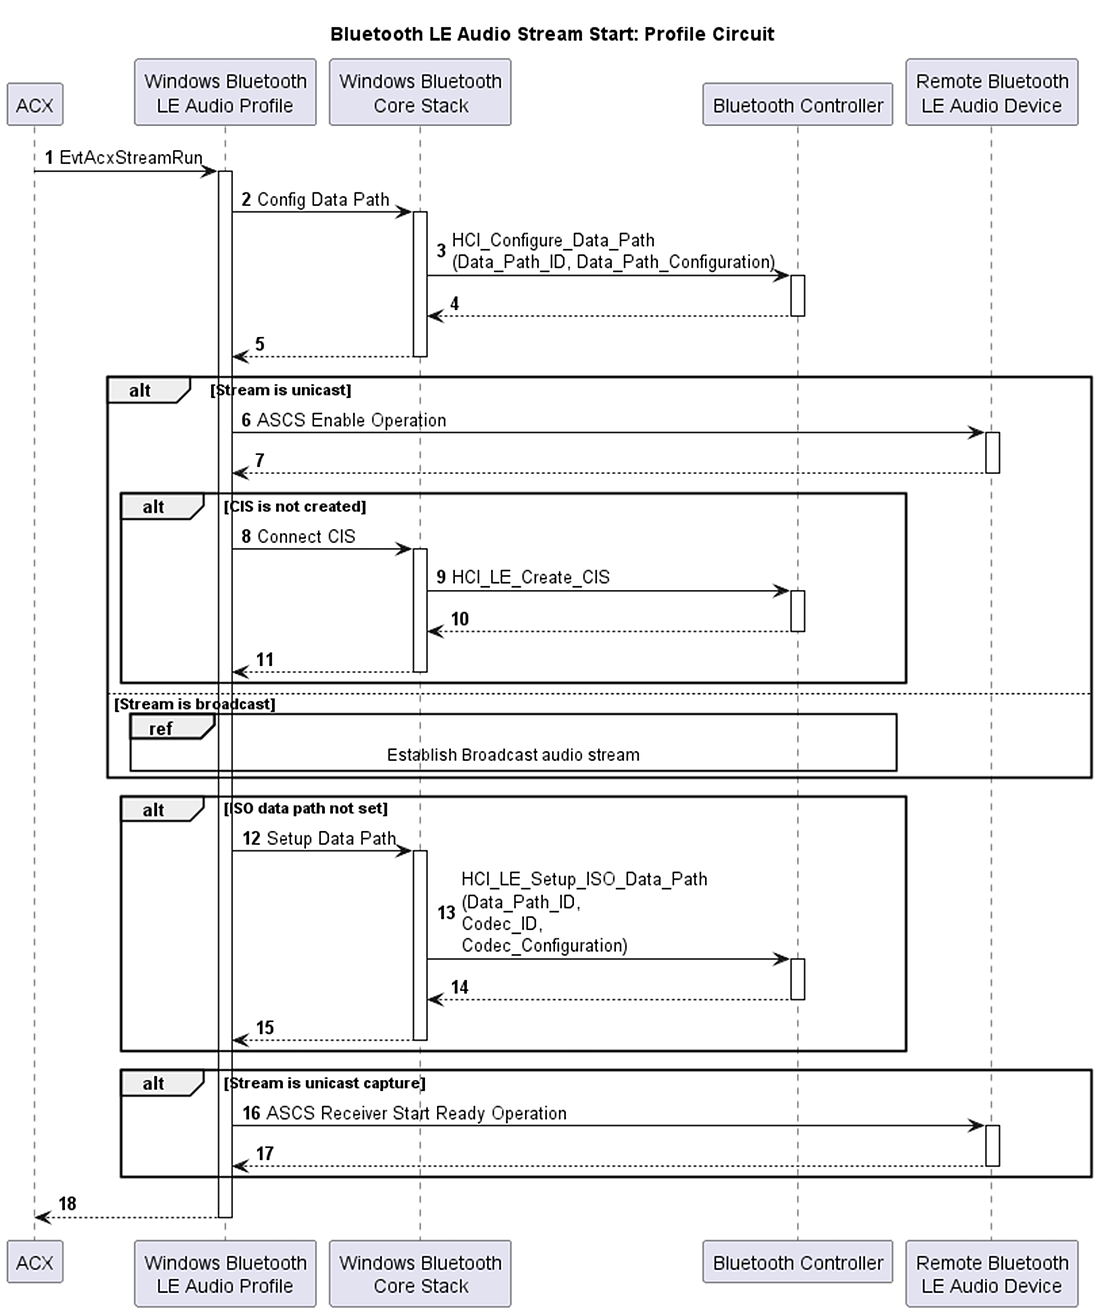 Bluetooth LE Audio Stream Start: Profile Circuit
ACX
Windows Bluetooth
LE Audio Profile
Windows Bluetooth
Core Stack
Bluetooth Controller
Remote Bluetooth
LE Audio Device
1 EvtAcxStreamRun
2 Config Data Path
3 HCI_Configure_Data_Path
(Data_Path_ID, Data_Path_Configuration)
4
5
alt [Stream is unicast]
6 ASCS Enable Operation
7
alt [CIS is not created]
8 Connect CIS
9 HCI_LE_Create_CIS
10
11
[Stream is broadcast]
ref
Establish Broadcast audio stream
alt [ISO data path not set]
12 Setup Data Path
13 HCI_LE_Setup_ISO_Data_Path
(Data_Path_ID,
Codec_ID,
Codec_Configuration)
14
15
alt [Stream is unicast capture]
16 ASCS Receiver Start Ready Operation
17
18
ACX
Windows Bluetooth
LE Audio Profile
Windows Bluetooth
Core Stack
Bluetooth Controller
Remote Bluetooth
LE Audio Device